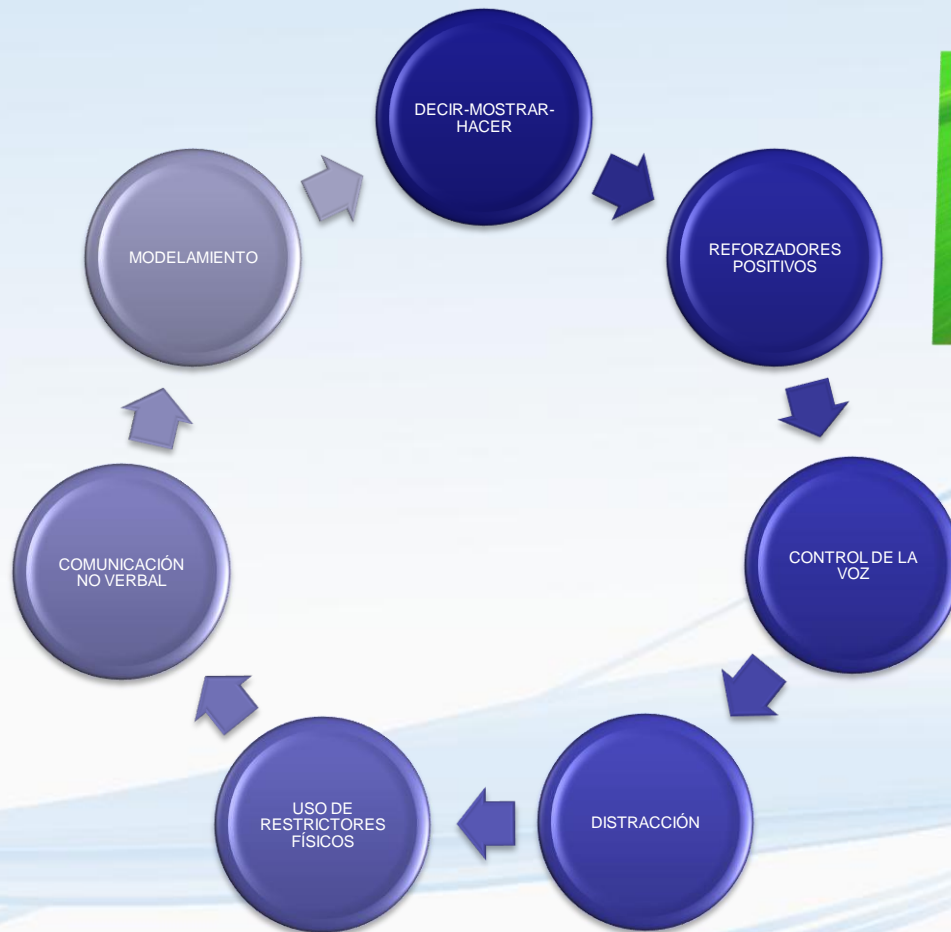 DECIR-MOSTRAR-
HACER
REFORZADORES
POSITIVOS
CONTROL DE LA
VOZ
DISTRACCIÓN
USO DE
RESTRICTORES
FÍSICOS
COMUNICACIÓN
NO VERBAL
MODELAMIENTO